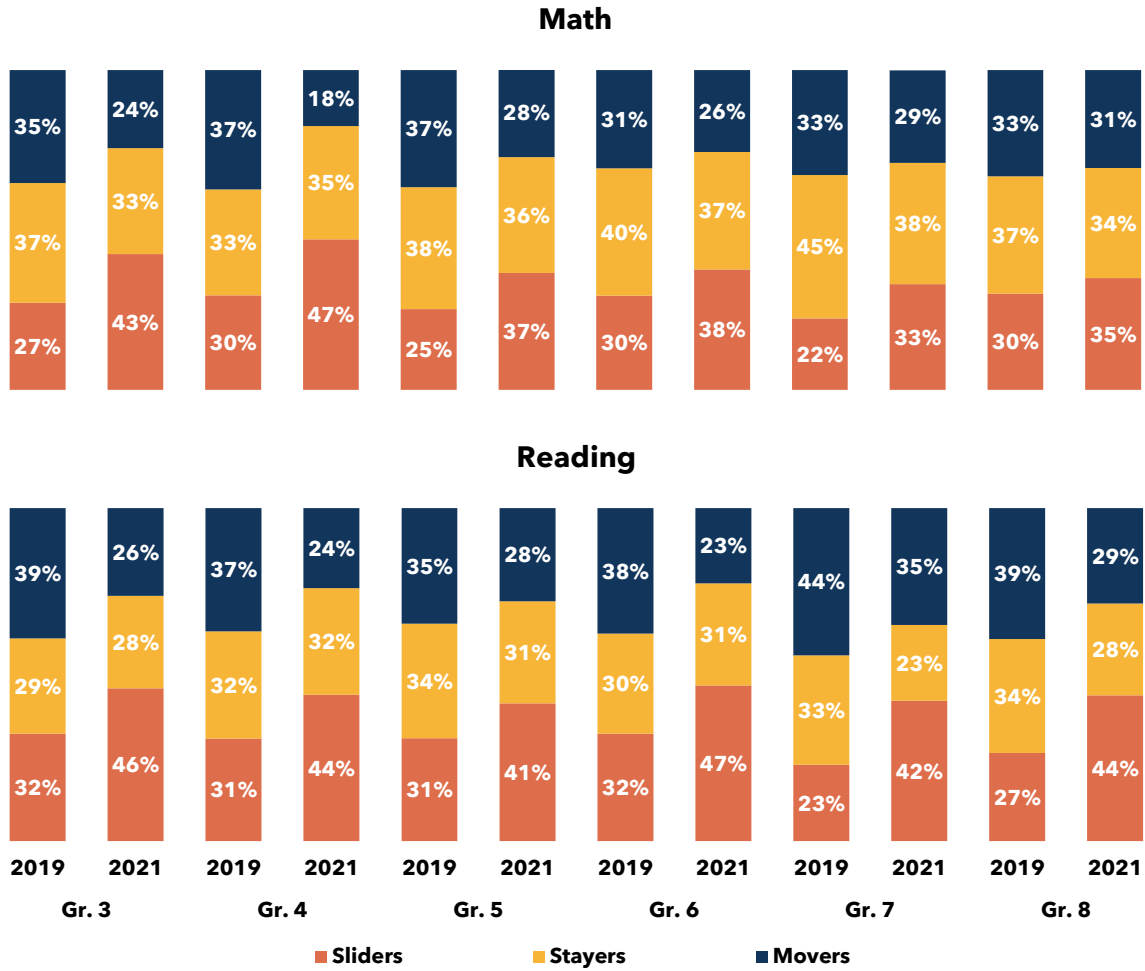 Math
35% 24% 37% 18% 37% 28% 31% 26% 33% 29% 33% 31%
37% 33% 33% 35% 38% 36% 40% 37% 45% 38% 37% 34%
27% 43% 30% 47% 25% 37% 30% 38% 22% 33% 30% 35%
Reading
39% 26% 37% 24% 35% 28% 38% 23% 44% 35% 39% 29%
29% 28% 32% 32% 34% 31% 30% 31% 33% 23% 34% 28%
32% 46% 31% 44% 31% 41% 32% 47% 23% 42% 27% 44%
2019 2021 2019 2021 2019 2021 2019 2021 2019 2021 2019 2021
Gr. 3 Gr. 4 Gr. 5 Gr. 6 Gr. 7 Gr. 8
Sliders Stayers Movers